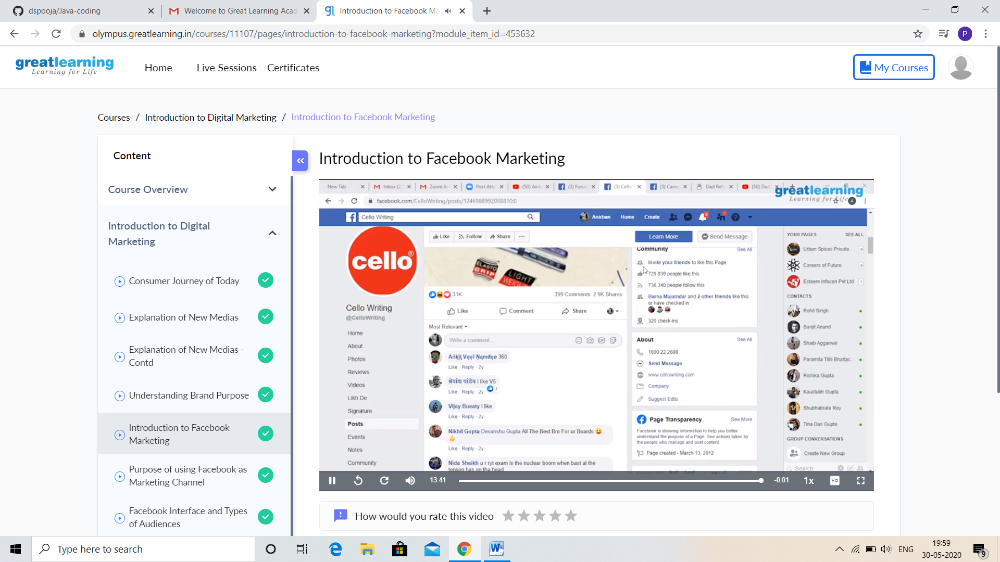 dspooja/Java-coding
Welcome to Great Learning Acad
Introduction to Facebook Ma
olympus.greatlearning.in/courses/11107/pages/introduction-to-facebook-marketing?module_item_id=453632
P
greatlearning
Learning for Life
Home
Live Sessions
Certificates
My Courses
Courses / Introduction to Digital Marketing / Introduction to Facebook Marketing
Content
Course Overview
Introduction to Digital
Marketing
Consumer Journey of Today
Explanation of New Medias
Explanation of New Medias -
Contd
Understanding Brand Purpose
Introduction to Facebook
Marketing
Purpose of using Facebook as
Marketing Channel
Facebook Interface and Types
of Audiences
Introduction to Facebook Marketing
New Tab
Inbox (2,
Zoom lin
Post Atte
(50) AirA
(3) Forun
(3) Cello
(3) Caree
Dad Refu
(50) Dad
greatlearning
Learning for Life
facebook.com/CelloWriting/posts/1246988992088810:0
A
Cello Writing
Anirban
Home
Create
cello®
Cello Writing
@CelloWriting
Home
About
Photos
Reviews
Videos
Likh De
Signature
Posts
Events
Notes
Community
Like
Follow
Share
Learn More
Send Message
ELASTO
GRIP
LIGHT
WEIGHT
31K
399 Comments 2.9K Shares
Like
Comment
Share
Most Relevant
Write a comment...
360
Like · Reply · 2y
श्रेयांश पांडेय I like V5
1
Like · Reply · 2y
Vijay Bueaty I like
Like · Reply · 2y
Nikhil Gupta Devanshu Gupta All The Best Bro For ur Boards
Like · Reply · 2y
Nida Sheikh u r ryt exam is the nuclear boom when bast al the
tenson has on tha head
Community
See All
Invite your friends to like this Page
729,839 people like this
736,340 people follow this
Barna Majumdar and 2 other friends like this
or have checked in
320 check-ins
About
See All
1800 22 2608
Send Message
www.cellowriting.com
Company
Suggest Edits
Page Transparency
See More
Facebook is showing information to help you better
understand the purpose of a Page. See actions taken by
the people who manage and post content.
Page created - March 13, 2012
YOUR PAGES
SEE ALL
Urban Spices Private ...
Careers of Future
Esteem Infocon Pvt Ltd
1
CONTACTS
Rohit Singh
Sanjit Anand
Shaib Aggarwal
Paramita Titlii Bhattac...
Rishika Gupta
Kaustubh Gupta
Shubhabrata Roy
Tina Das Gupta
GROUP CONVERSATIONS
Create New Group
Search
13:41
-0:01
1x
HD
How would you rate this video
Type here to search
ENG
19:59
30-05-2020
9